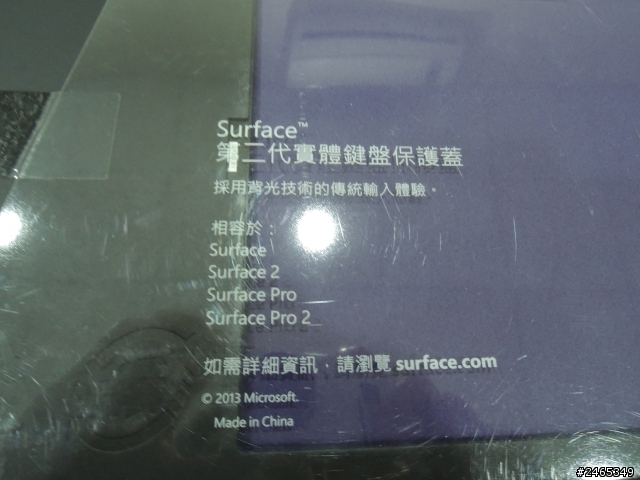 Surface™
第二代實體鍵盤保護蓋
採用背光技術的傳統輸入體驗。
相容於：
Surface
Surface 2
Surface Pro
Surface Pro 2
如需詳細資訊，請瀏覽 surface.com
© 2013 Microsoft.
Made in China
#2465349